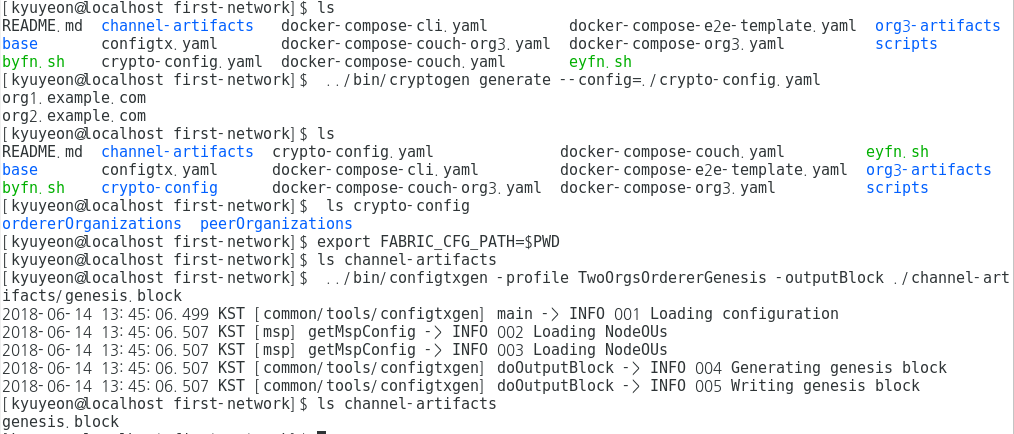 [kyuyeon@localhost first-network]$ ls
README.md  channel-artifacts   docker-compose-cli.yaml         docker-compose-e2e-template.yaml  org3-artifacts
base       configtx.yaml       docker-compose-couch-org3.yaml  docker-compose-org3.yaml          scripts
byfn.sh    crypto-config.yaml  docker-compose-couch.yaml       eyfn.sh
[kyuyeon@localhost first-network]$  ../bin/cryptogen generate --config=./crypto-config.yaml
org1.example.com
org2.example.com
[kyuyeon@localhost first-network]$ ls
README.md  channel-artifacts  crypto-config.yaml              docker-compose-couch.yaml         eyfn.sh
base       configtx.yaml      docker-compose-cli.yaml         docker-compose-e2e-template.yaml  org3-artifacts
byfn.sh    crypto-config      docker-compose-couch-org3.yaml  docker-compose-org3.yaml          scripts
[kyuyeon@localhost first-network]$  ls crypto-config
ordererOrganizations  peerOrganizations
[kyuyeon@localhost first-network]$ export FABRIC_CFG_PATH=$PWD
[kyuyeon@localhost first-network]$ ls channel-artifacts
[kyuyeon@localhost first-network]$  ../bin/configtxgen -profile TwoOrgsOrdererGenesis -outputBlock ./channel-art
ifacts/genesis.block
2018-06-14 13:45:06.499 KST [common/tools/configtxgen] main -> INFO 001 Loading configuration
2018-06-14 13:45:06.507 KST [msp] getMspConfig -> INFO 002 Loading NodeOUs
2018-06-14 13:45:06.507 KST [msp] getMspConfig -> INFO 003 Loading NodeOUs
2018-06-14 13:45:06.507 KST [common/tools/configtxgen] doOutputBlock -> INFO 004 Generating genesis block
2018-06-14 13:45:06.507 KST [common/tools/configtxgen] doOutputBlock -> INFO 005 Writing genesis block
[kyuyeon@localhost first-network]$ ls channel-artifacts
genesis.block